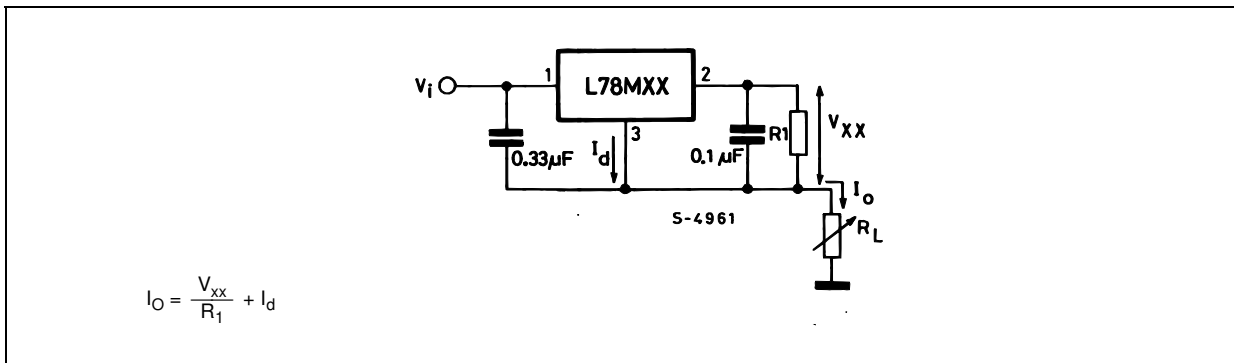 1 L78MXX 2
Vi
3
0.33µF
Id
0.1µF
R1
VXX
Io
S-4961
RL
IO = Vxx / R1 + Id